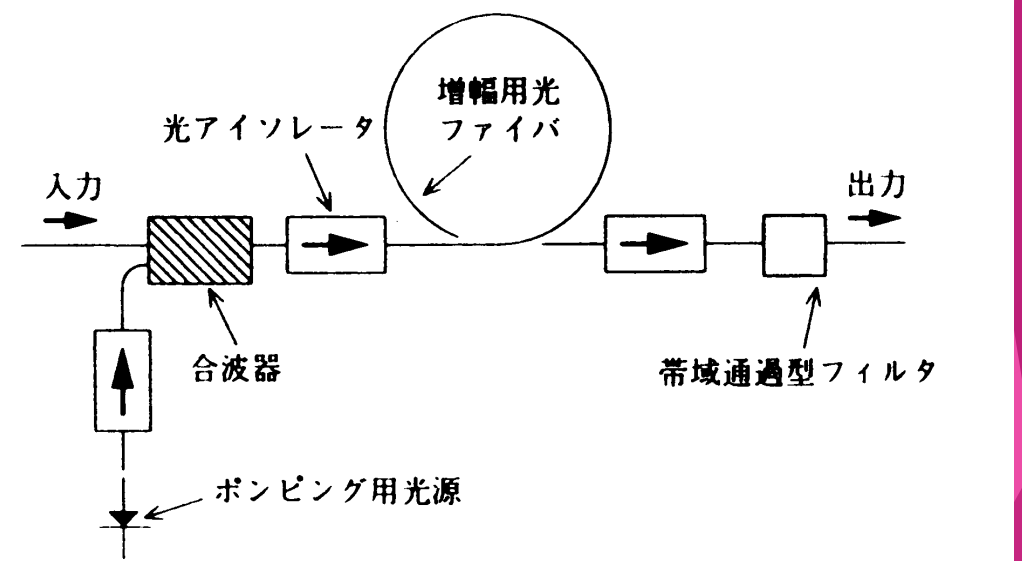 増幅用光
ファイバ
光アイソレータ
入力
出力
合波器
帯域通過型フィルタ
ポンピング用光源